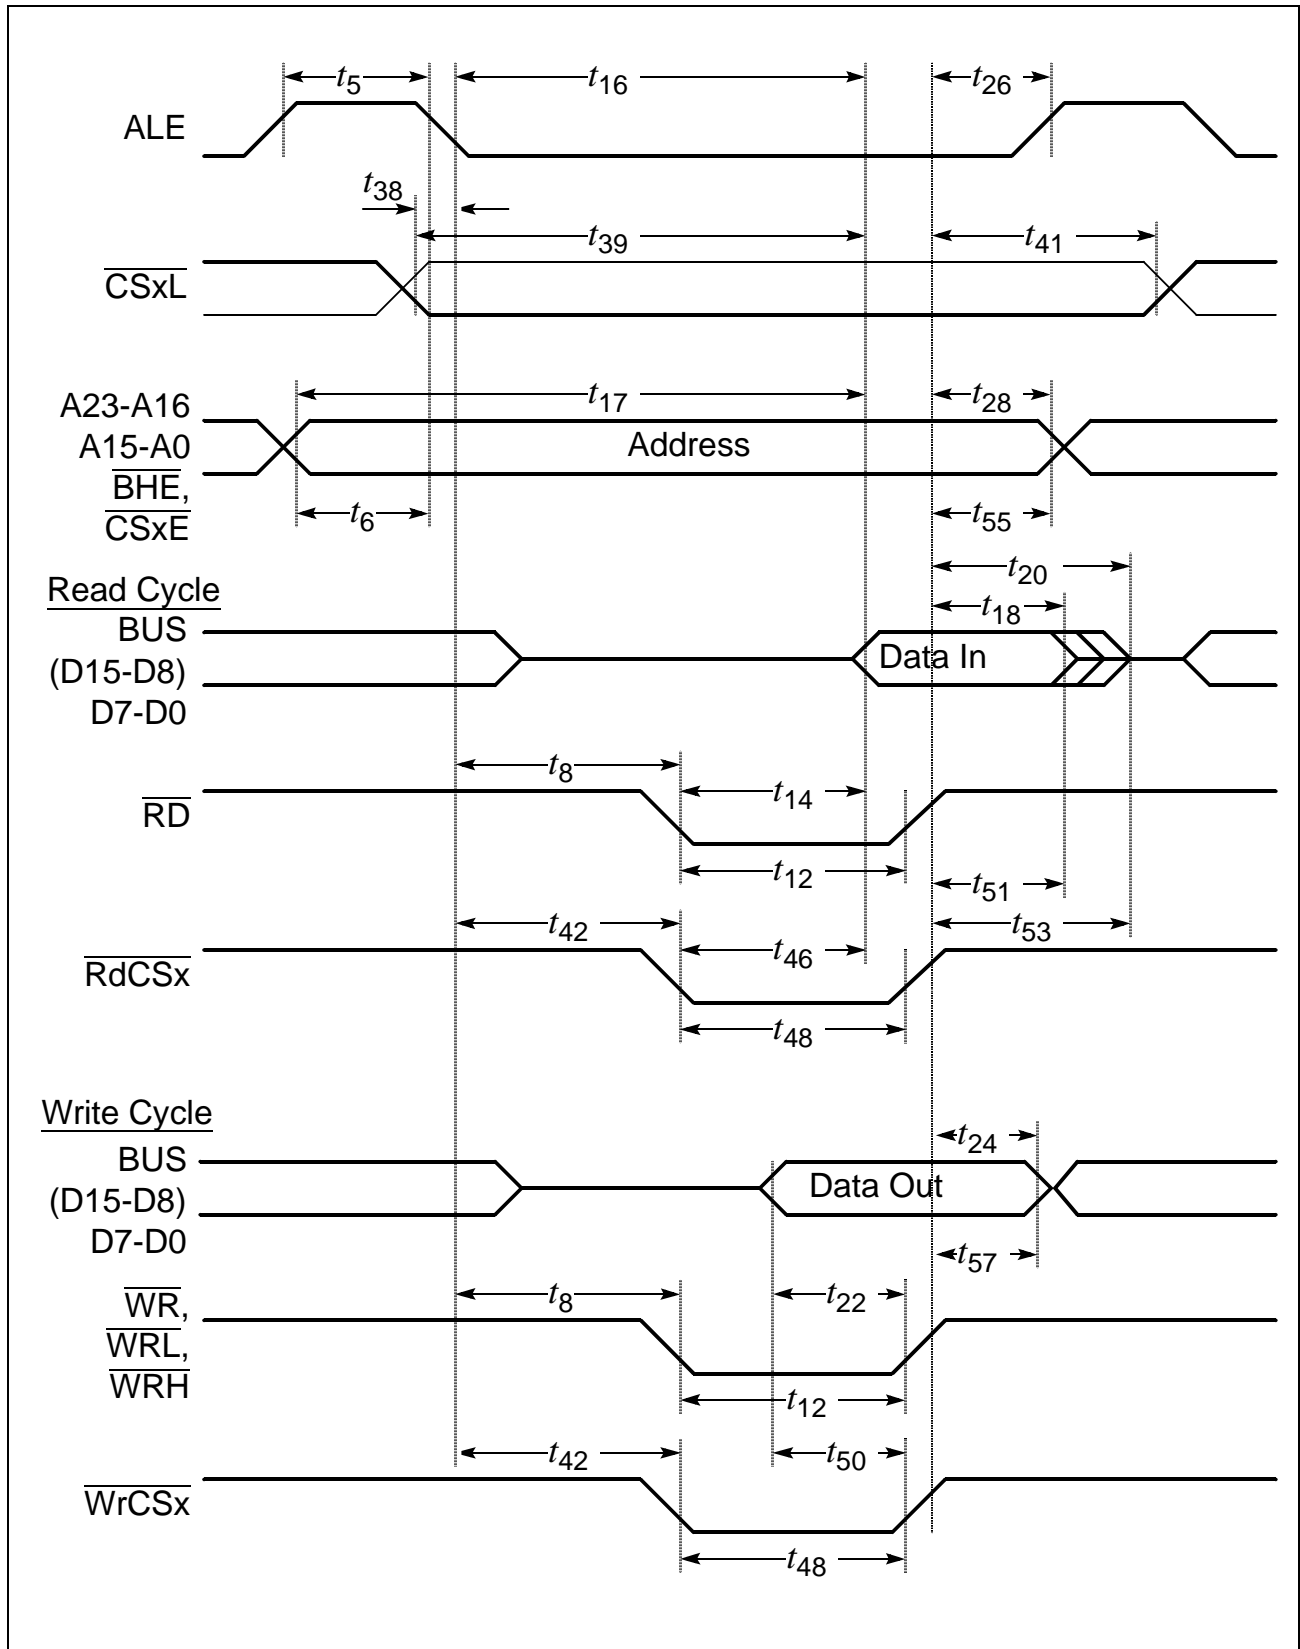 t5
t16
t26
ALE
t38
t39
t41
CSxL
t17
t28
A23-A16
A15-A0
Address
BHE,
CSxE
t6
t55
t20
Read Cycle
t18
BUS
(D15-D8)
Data In
D7-D0
t8
t14
RD
t12
t51
t42
t53
t46
RdCSx
t48
Write Cycle
t24
BUS
(D15-D8)
Data Out
D7-D0
t57
t8
t22
WR,
WRL,
WRH
t12
t42
t50
WrCSx
t48